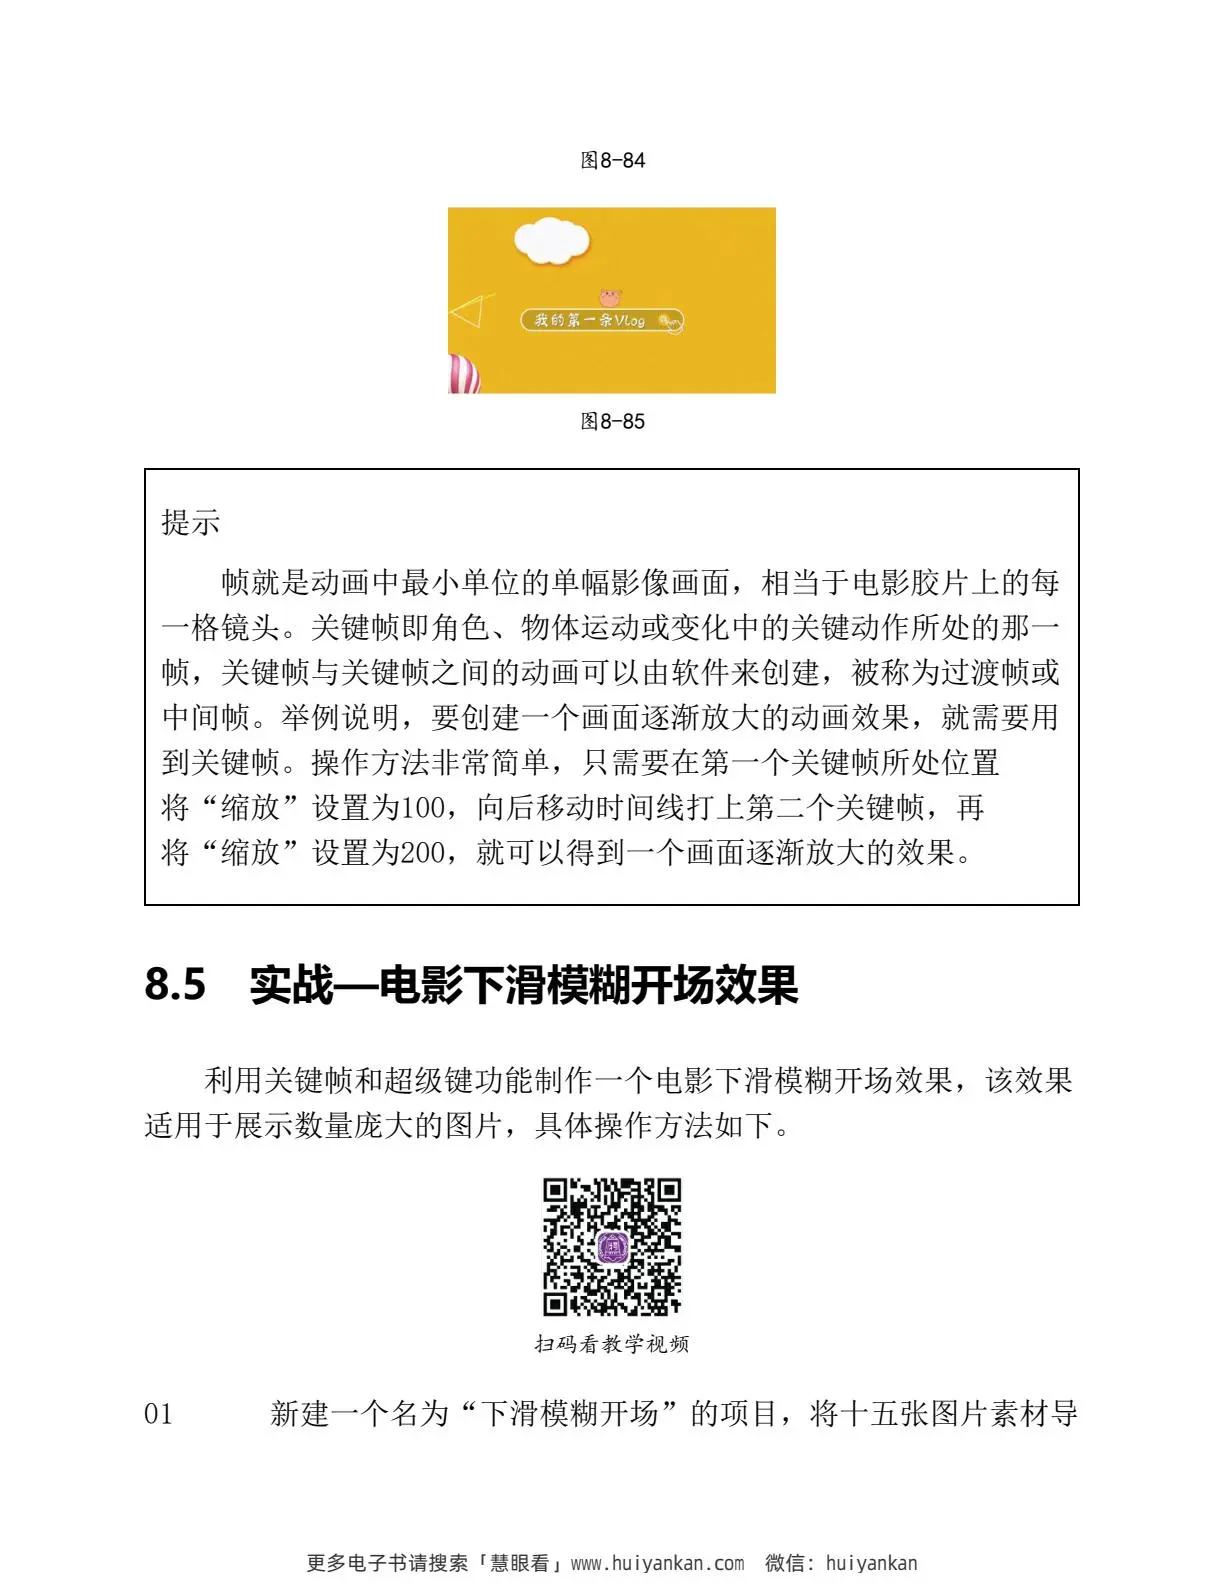 图8-84
我的第一条Vlog
图8-85
提示
帧就是动画中最小单位的单幅影像画面，相当于电影胶片上的每
一格镜头。关键帧即角色、物体运动或变化中的关键动作所处的那一
帧，关键帧与关键帧之间的动画可以由软件来创建，被称为过渡帧或
中间帧。举例说明，要创建一个画面逐渐放大的动画效果，就需要用
到关键帧。操作方法非常简单，只需要在第一个关键帧所处位置
将“缩放”设置为100，向后移动时间线打上第二个关键帧，再
将“缩放”设置为200，就可以得到一个画面逐渐放大的效果。
8.5 实战—电影下滑模糊开场效果
利用关键帧和超级键功能制作一个电影下滑模糊开场效果，该效果
适用于展示数量庞大的图片，具体操作方法如下。
扫码看教学视频
01 新建一个名为“下滑模糊开场”的项目，将十五张图片素材导
更多电子书请搜索「慧眼看」www.huiyankan.com 微信：huiyankan